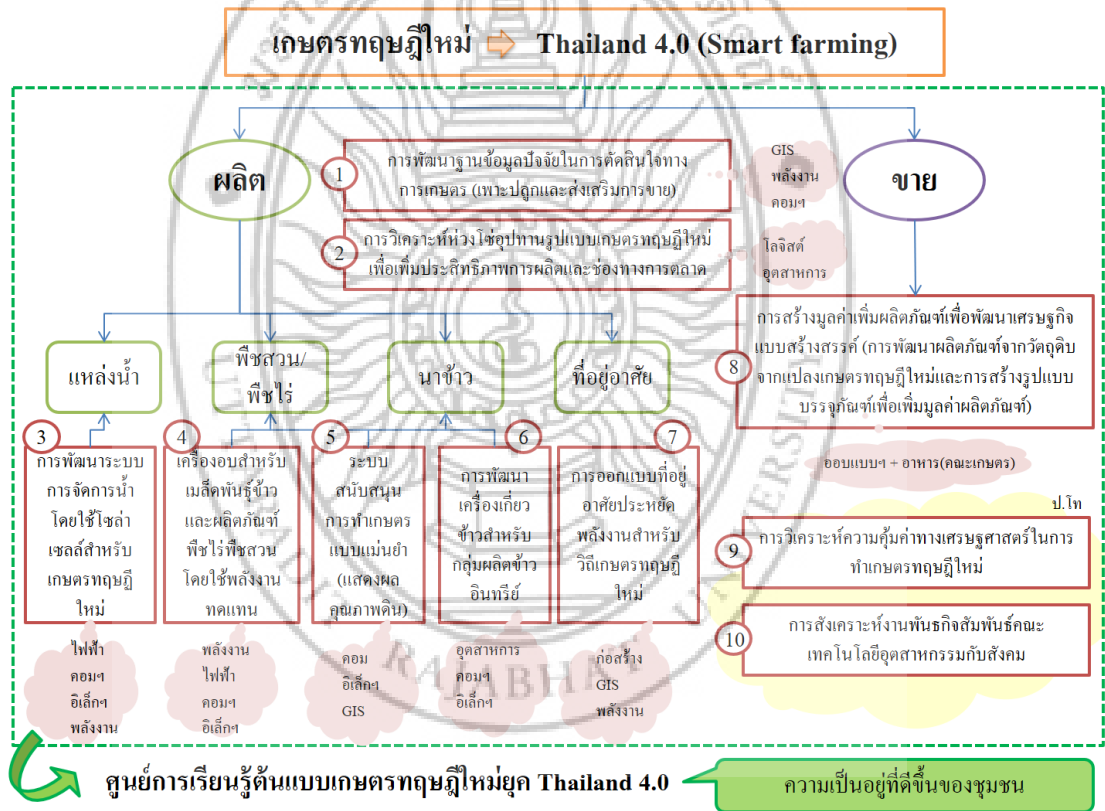 เกษตรทฤษฎีใหม่ Thailand 4.0 (Smart farming)
ผลิต
1
การพัฒนาฐานข้อมูลปัจจัยในการตัดสินใจทาง
การเกษตร (เพาะปลูกและส่งเสริมการขาย)
GIS
พลังงาน
คอมฯ
ขาย
2
การวิเคราะห์ห่วงโซ่อุปทานรูปแบบเกษตรทฤษฎีใหม่
เพื่อเพิ่มประสิทธิภาพการผลิตและช่องทางการตลาด
โลจิสต์
อุตสาหการ
แหล่งน้ำ
พืชสวน/
พืชไร่
นาข้าว
ที่อยู่อาศัย
8
การสร้างมูลค่าเพิ่มผลิตภัณฑ์เพื่อพัฒนาเศรษฐกิจ
แบบสร้างสรรค์ (การพัฒนาผลิตภัณฑ์จากวัตถุดิบ
จากแปลงเกษตรทฤษฎีใหม่และการสร้างรูปแบบ
บรรจุภัณฑ์เพื่อเพิ่มมูลค่าผลิตภัณฑ์)
ออบแบบฯ + อาหาร(คณะเกษตร)
3
การพัฒนาระบบ
การจัดการน้ำ
โดยใช้โซล่า
เซลล์สำหรับ
เกษตรทฤษฎี
ใหม่
4
เครื่องอบสำหรับ
เมล็ดพันธุ์ข้าว
และผลิตภัณฑ์
พืชไร่พืชสวน
โดยใช้พลังงาน
ทดแทน
5
ระบบ
สนับสนุน
การทำเกษตร
แบบแม่นยำ
(แสดงผล
คุณภาพดิน)
6
การพัฒนา
เครื่องเกี่ยว
ข้าวสำหรับ
กลุ่มผลิตข้าว
อินทรีย์
7
การออกแบบที่อยู่
อาศัยประหยัด
พลังงานสำหรับ
วิถีเกษตรทฤษฎี
ใหม่
ป.โท
9
การวิเคราะห์ความคุ้มค่าทางเศรษฐศาสตร์ในการ
ทำเกษตรทฤษฎีใหม่
10
การสังเคราะห์งานพันธกิจสัมพันธ์คณะ
เทคโนโลยีอุตสาหกรรมกับสังคม
ไฟฟ้า
คอมฯ
อิเล็กฯ
พลังงาน
พลังงาน
ไฟฟ้า
คอมฯ
อิเล็กฯ
คอม
อิเล็กฯ
GIS
อุตสาหการ
คอมฯ
อิเล็กฯ
ก่อสร้าง
GIS
พลังงาน
RAJABHAT UNIVERSITY
ศูนย์การเรียนรู้ต้นแบบเกษตรทฤษฎีใหม่ยุค Thailand 4.0
ความเป็นอยู่ที่ดีขึ้นของชุมชน